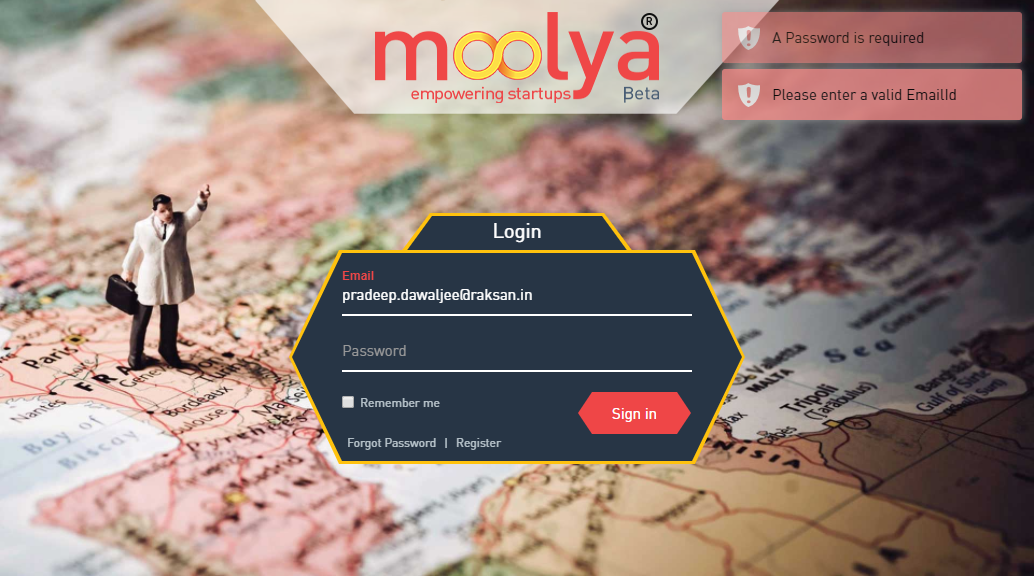 moolya®
empowering startups
Beta
A Password is required
Please enter a valid EmailId
Login
Email
pradeep.dawaljee@raksan.in
Password
Remember me
Sign in
Forgot Password | Register
Paris
FRA
Nantes
Bordeaux
Toulouse
Bay of
Biscay
Sea
Valletta
MALTA
Tripoli
(Tarabulus)
Gulf of
ISIA